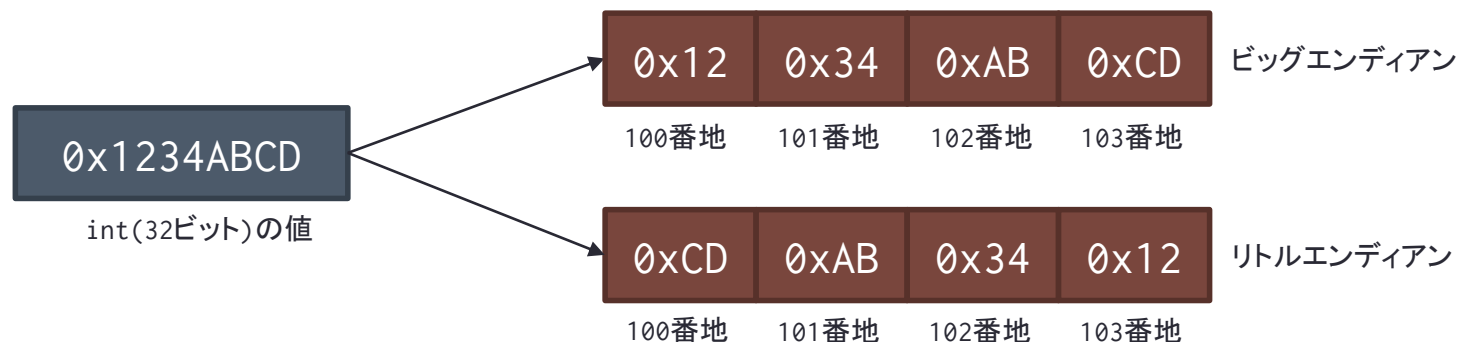 0x12 0x34 0xAB 0xCD ビッグエンディアン
100番地 101番地 102番地 103番地
0x1234ABCD
int(32ビット)の値
0xCD 0xAB 0x34 0x12 リトルエンディアン
100番地 101番地 102番地 103番地